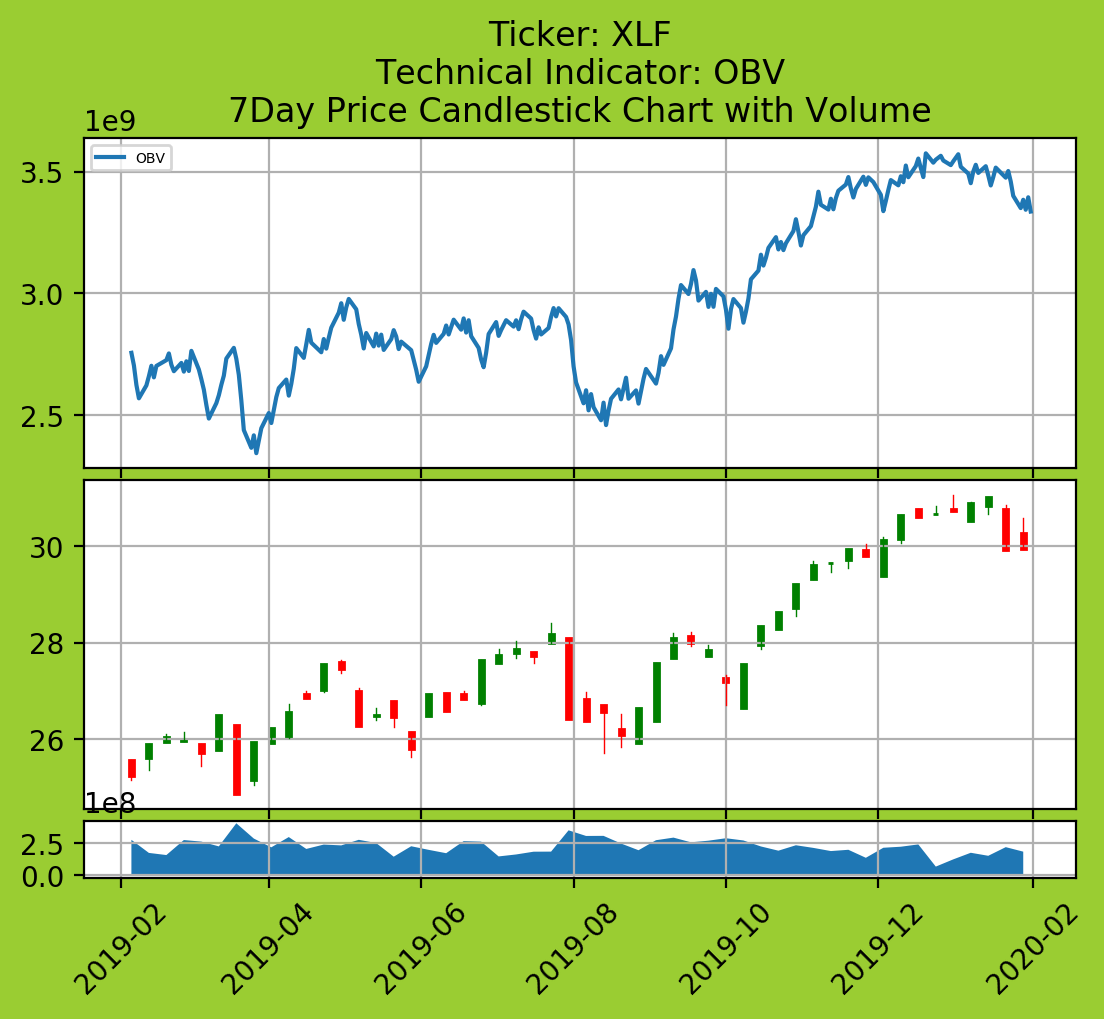 Ticker: XLF
Technical Indicator: OBV
7Day Price Candlestick Chart with Volume
1e9
OBV
3.5
3.0
2.5
30
28
26
1e8
2.5
0.0
2019-02
2019-04
2019-06
2019-08
2019-10
2019-12
2020-02